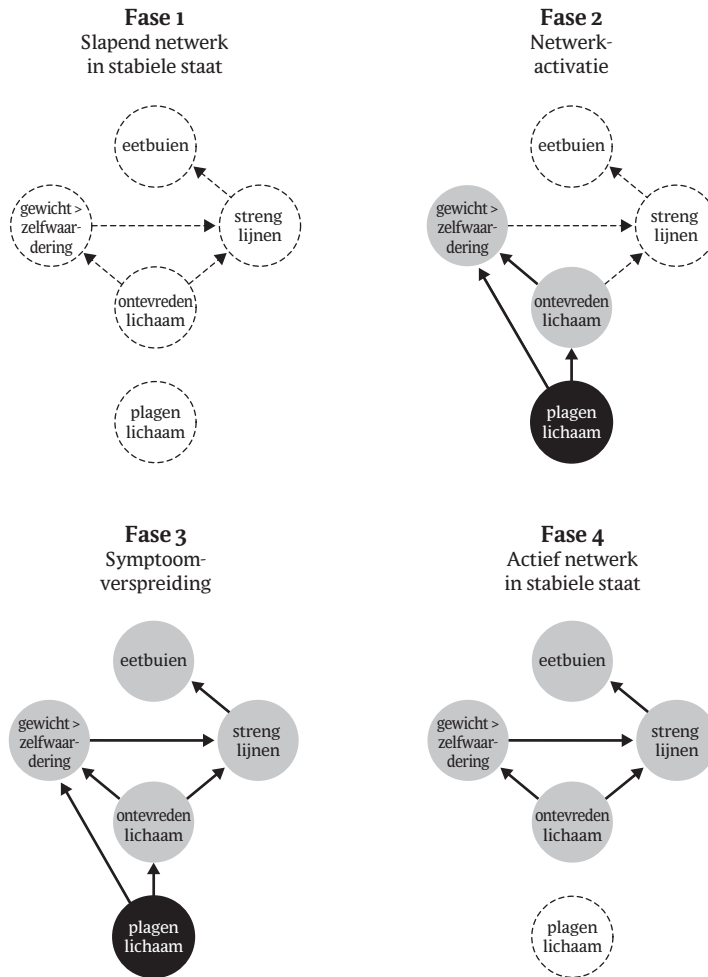 Fase 1
Slapend netwerk
in stabiele staat
eetbuien
gewicht >
zelfwaar-
dering
streng
lijnen
ontevreden
lichaam
plagen
lichaam
Fase 2
Netwerk-
activatie
eetbuien
gewicht >
zelfwaar-
dering
streng
lijnen
ontevreden
lichaam
plagen
lichaam
Fase 3
Symptoom-
verspreiding
eetbuien
gewicht >
zelfwaar-
dering
streng
lijnen
ontevreden
lichaam
plagen
lichaam
Fase 4
Actief netwerk
in stabiele staat
eetbuien
gewicht >
zelfwaar-
dering
streng
lijnen
ontevreden
lichaam
plagen
lichaam